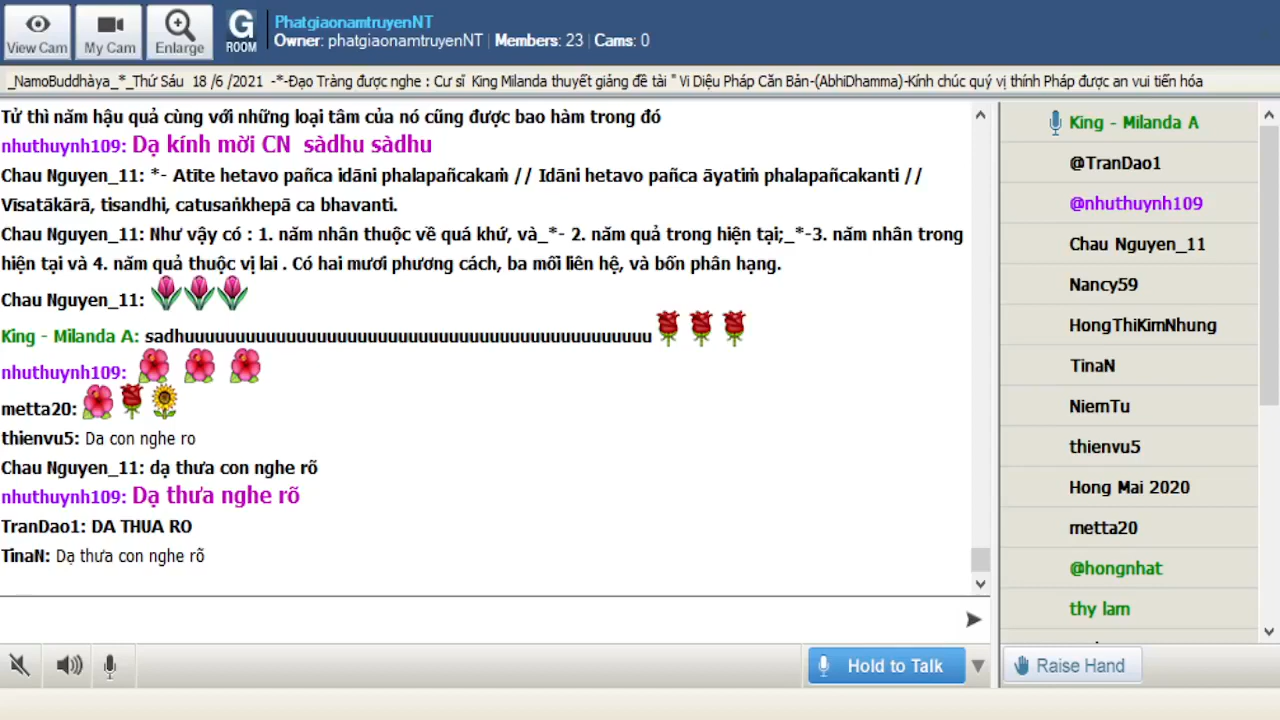 View Cam
My Cam
Enlarge
G
ROOM
PhatgiaonamtruyenNT
Owner: phatgiaonamtruyenNT | Members: 23 | Cams: 0
_NamoBuddhàya_*_Thứ Sáu 18 /6 /2021 -*-Đạo Tràng được nghe : Cư sĩ King Milanda thuyết giảng đề tài " Vi Diệu Pháp Căn Bản-(AbhiDhamma)-Kính chúc quý vị thính Pháp được an vui tiến hóa
Tử thì năm hậu quả cùng với những loại tâm của nó cũng được bao hàm trong đó
nhuthuynh109: Dạ kính mời CN sàdhu sàdhu
Chau Nguyen_11: *- Atīte hetavo pañca idāni phalapañcakaṁ // Idāni hetavo pañca āyatiṁ phalapañcakanti //
Vīsatākārā, tisandhi, catusaṅkhepā ca bhavanti.
Chau Nguyen_11: Như vậy có : 1. năm nhân thuộc về quá khứ, và_*- 2. năm quả trong hiện tại;_*-3. năm nhân trong
hiện tại và 4. năm quả thuộc vị lai . Có hai mươi phương cách, ba mối liên hệ, và bốn phân hạng.
Chau Nguyen_11:
King - Milanda A: sadhuuuuuuuuuuuuuuuuuuuuuuuuuuuuuuuuuuuuuuuuuuuuuuu
nhuthuynh109:
metta20:
thienvu5: Da con nghe ro
Chau Nguyen_11: dạ thưa con nghe rõ
nhuthuynh109: Dạ thưa nghe rõ
TranDao1: DA THUA RO
TinaN: Dạ thưa con nghe rõ
Hold to Talk
King - Milanda A
@TranDao1
@nhuthuynh109
Chau Nguyen_11
Nancy59
HongThiKimNhung
TinaN
NiemTu
thienvu5
Hong Mai 2020
metta20
@hongnhat
thy lam
Raise Hand